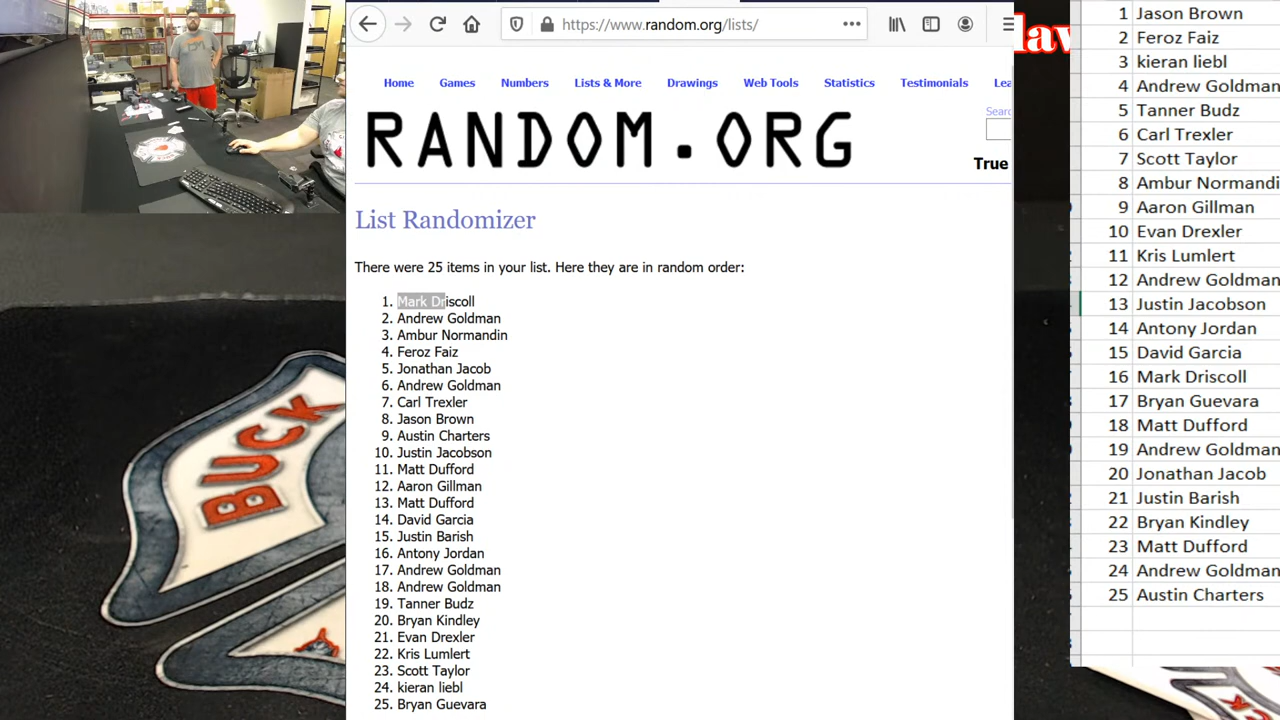 https://www.random.org/lists/
Home Games Numbers Lists & More Drawings Web Tools Statistics Testimonials
RANDOM.ORG
True
List Randomizer
There were 25 items in your list. Here they are in random order:
1. Mark Driscoll
2. Andrew Goldman
3. Ambur Normandin
4. Feroz Faiz
5. Jonathan Jacob
6. Andrew Goldman
7. Carl Trexler
8. Jason Brown
9. Austin Charters
10. Justin Jacobson
11. Matt Dufford
12. Aaron Gillman
13. Matt Dufford
14. David Garcia
15. Justin Barish
16. Antony Jordan
17. Andrew Goldman
18. Andrew Goldman
19. Tanner Budz
20. Bryan Kindley
21. Evan Drexler
22. Kris Lumlert
23. Scott Taylor
24. kieran liebl
25. Bryan Guevara
1 Jason Brown
2 Feroz Faiz
3 kieran liebl
4 Andrew Goldman
5 Tanner Budz
6 Carl Trexler
7 Scott Taylor
8 Ambur Normandi
9 Aaron Gillman
10 Evan Drexler
11 Kris Lumlert
12 Andrew Goldman
13 Justin Jacobson
14 Antony Jordan
15 David Garcia
16 Mark Driscoll
17 Bryan Guevara
18 Matt Dufford
19 Andrew Goldman
20 Jonathan Jacob
21 Justin Barish
22 Bryan Kindley
23 Matt Dufford
24 Andrew Goldman
25 Austin Charters
BUCK